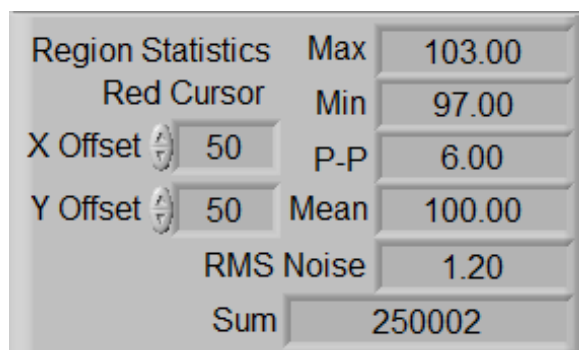 Region Statistics Max 103.00
Red Cursor Min 97.00
X Offset 50 P-P 6.00
Y Offset 50 Mean 100.00
RMS Noise 1.20
Sum 250002